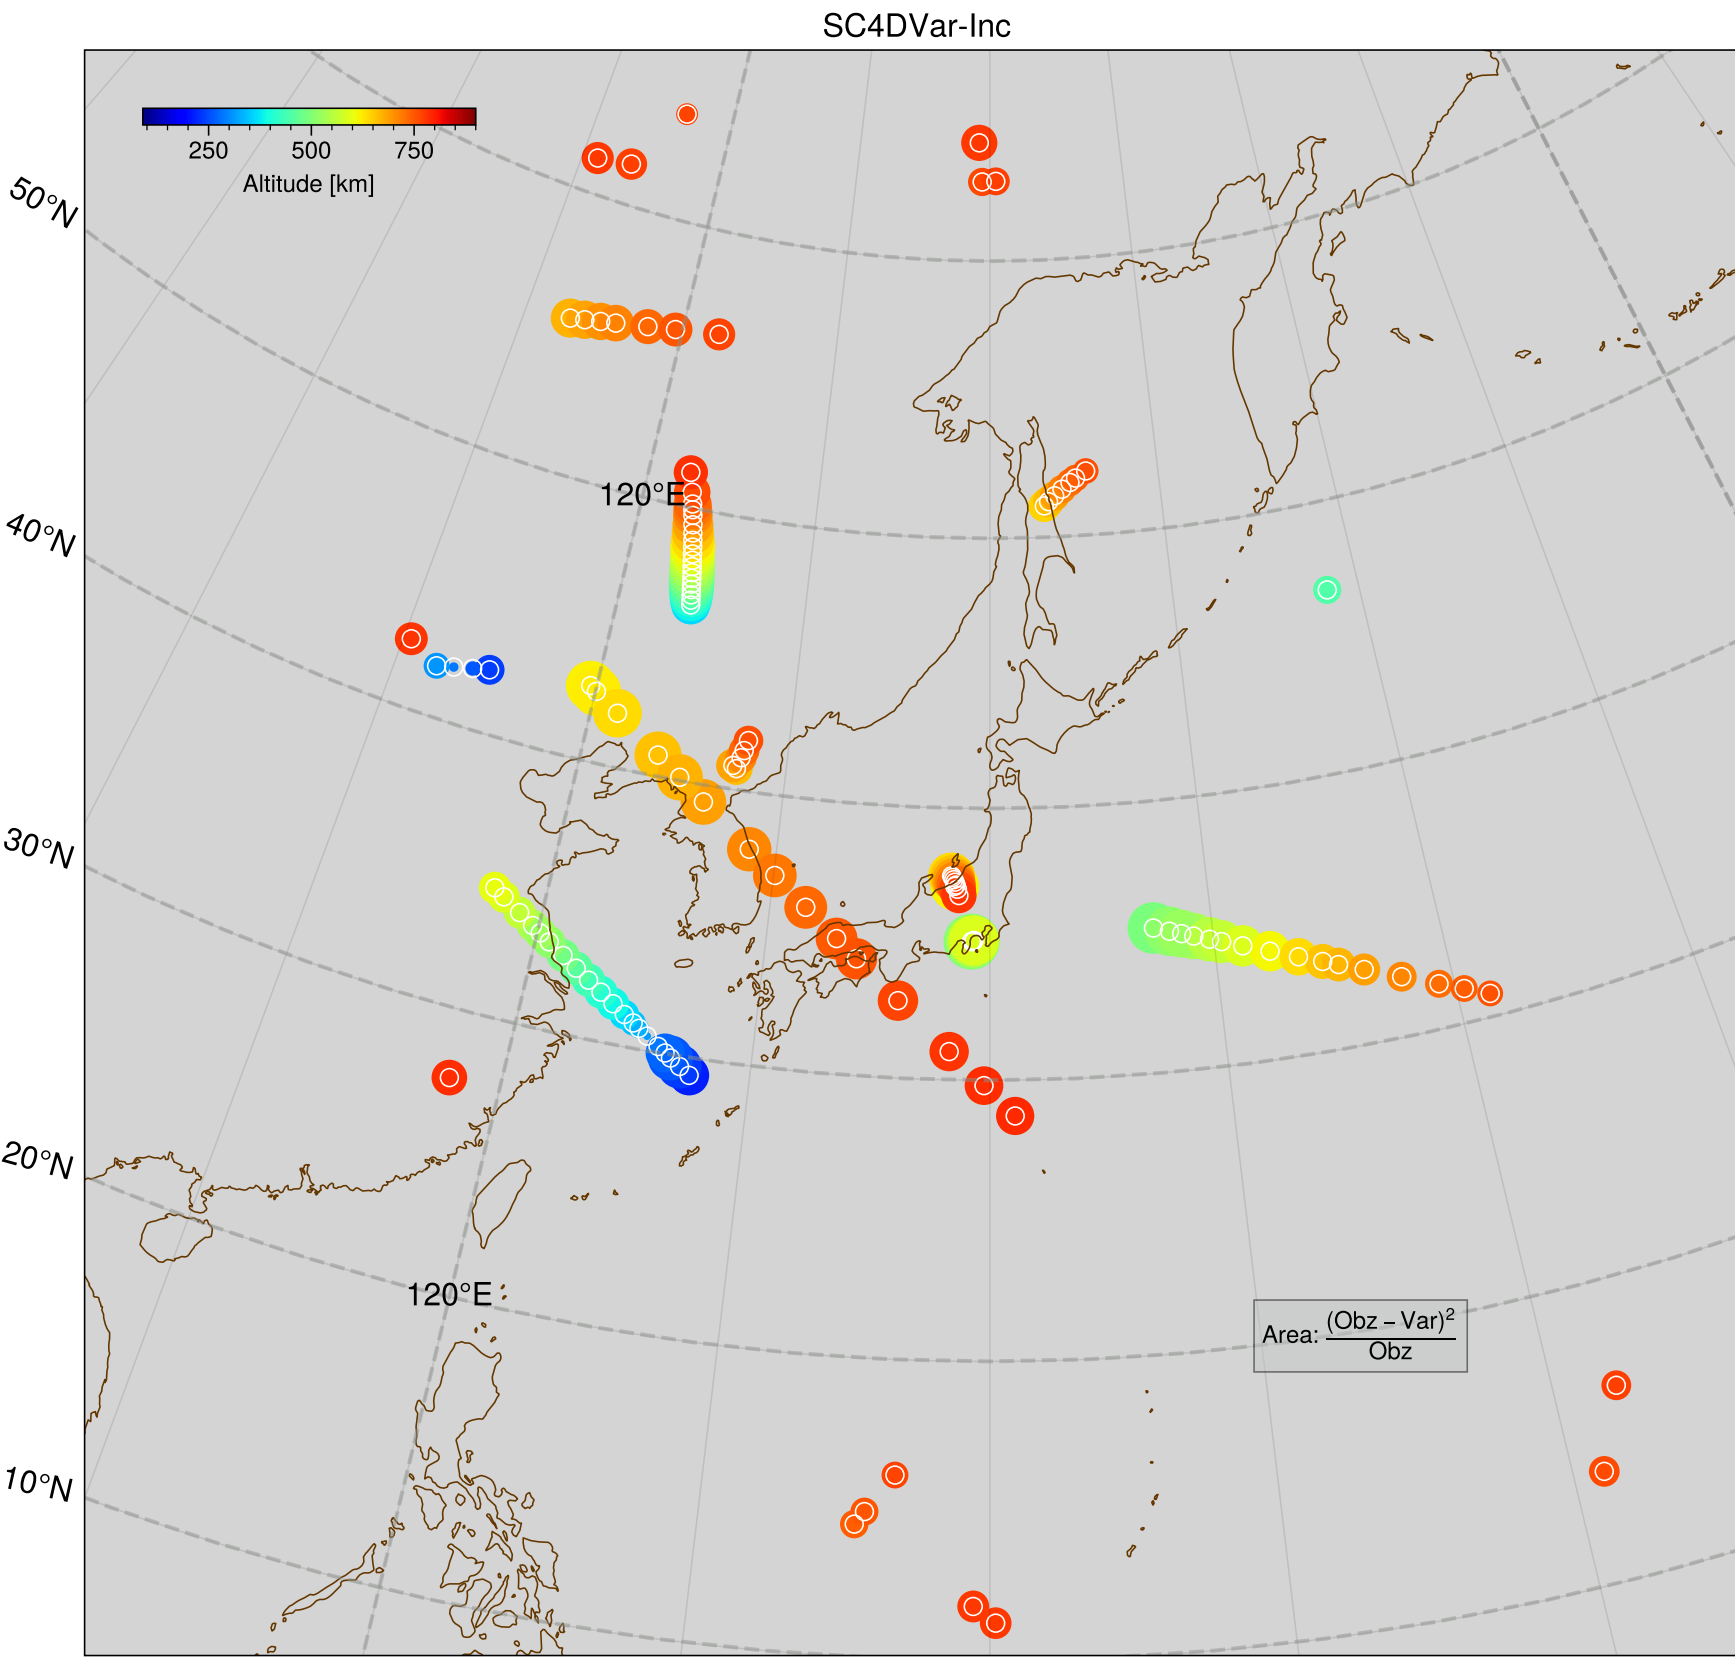 SC4DVar-Inc
250 500 750
Altitude [km]
50°N
120°E
40°N
30°N
20°N
120°E
Area: (Obz – Var)²
Obz
10°N